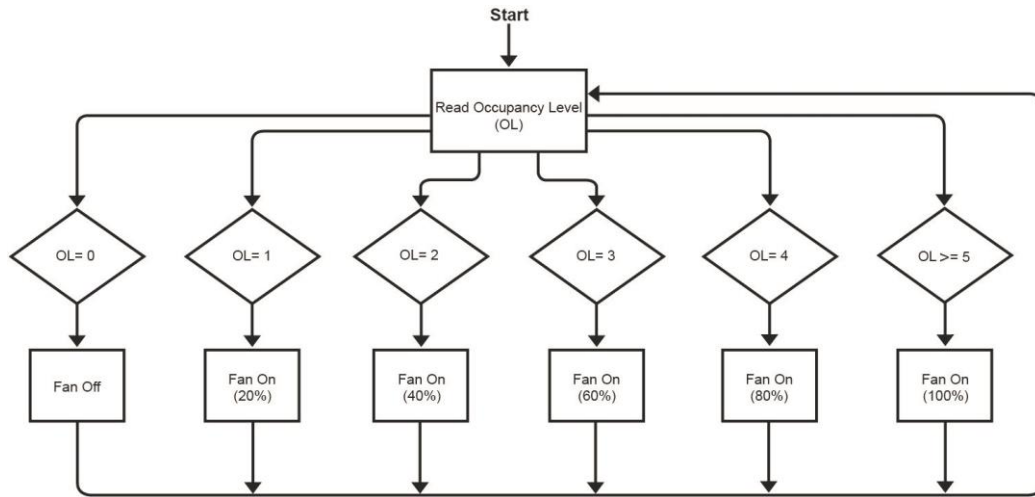 Start
Read Occupancy Level
(OL)
OL= 0
OL= 1
OL= 2
OL= 3
OL= 4
OL >= 5
Fan Off
Fan On
(20%)
Fan On
(40%)
Fan On
(60%)
Fan On
(80%)
Fan On
(100%)